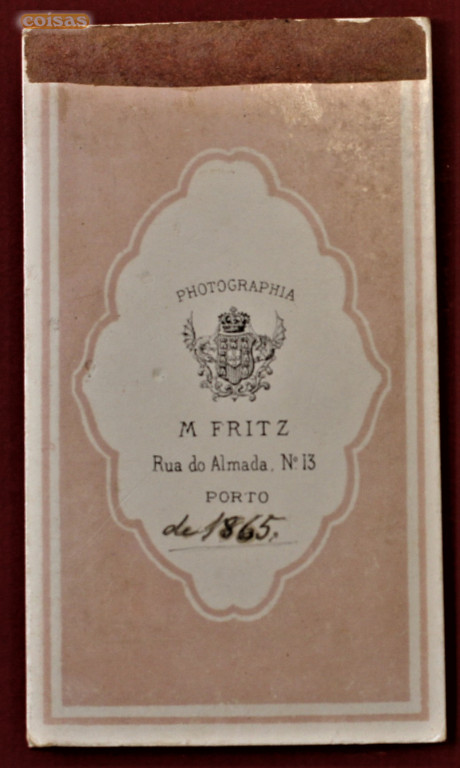 coisas
PHOTOGRAPHIA
M FRITZ
Rua do Almada, Nº 13
PORTO
de 1865.